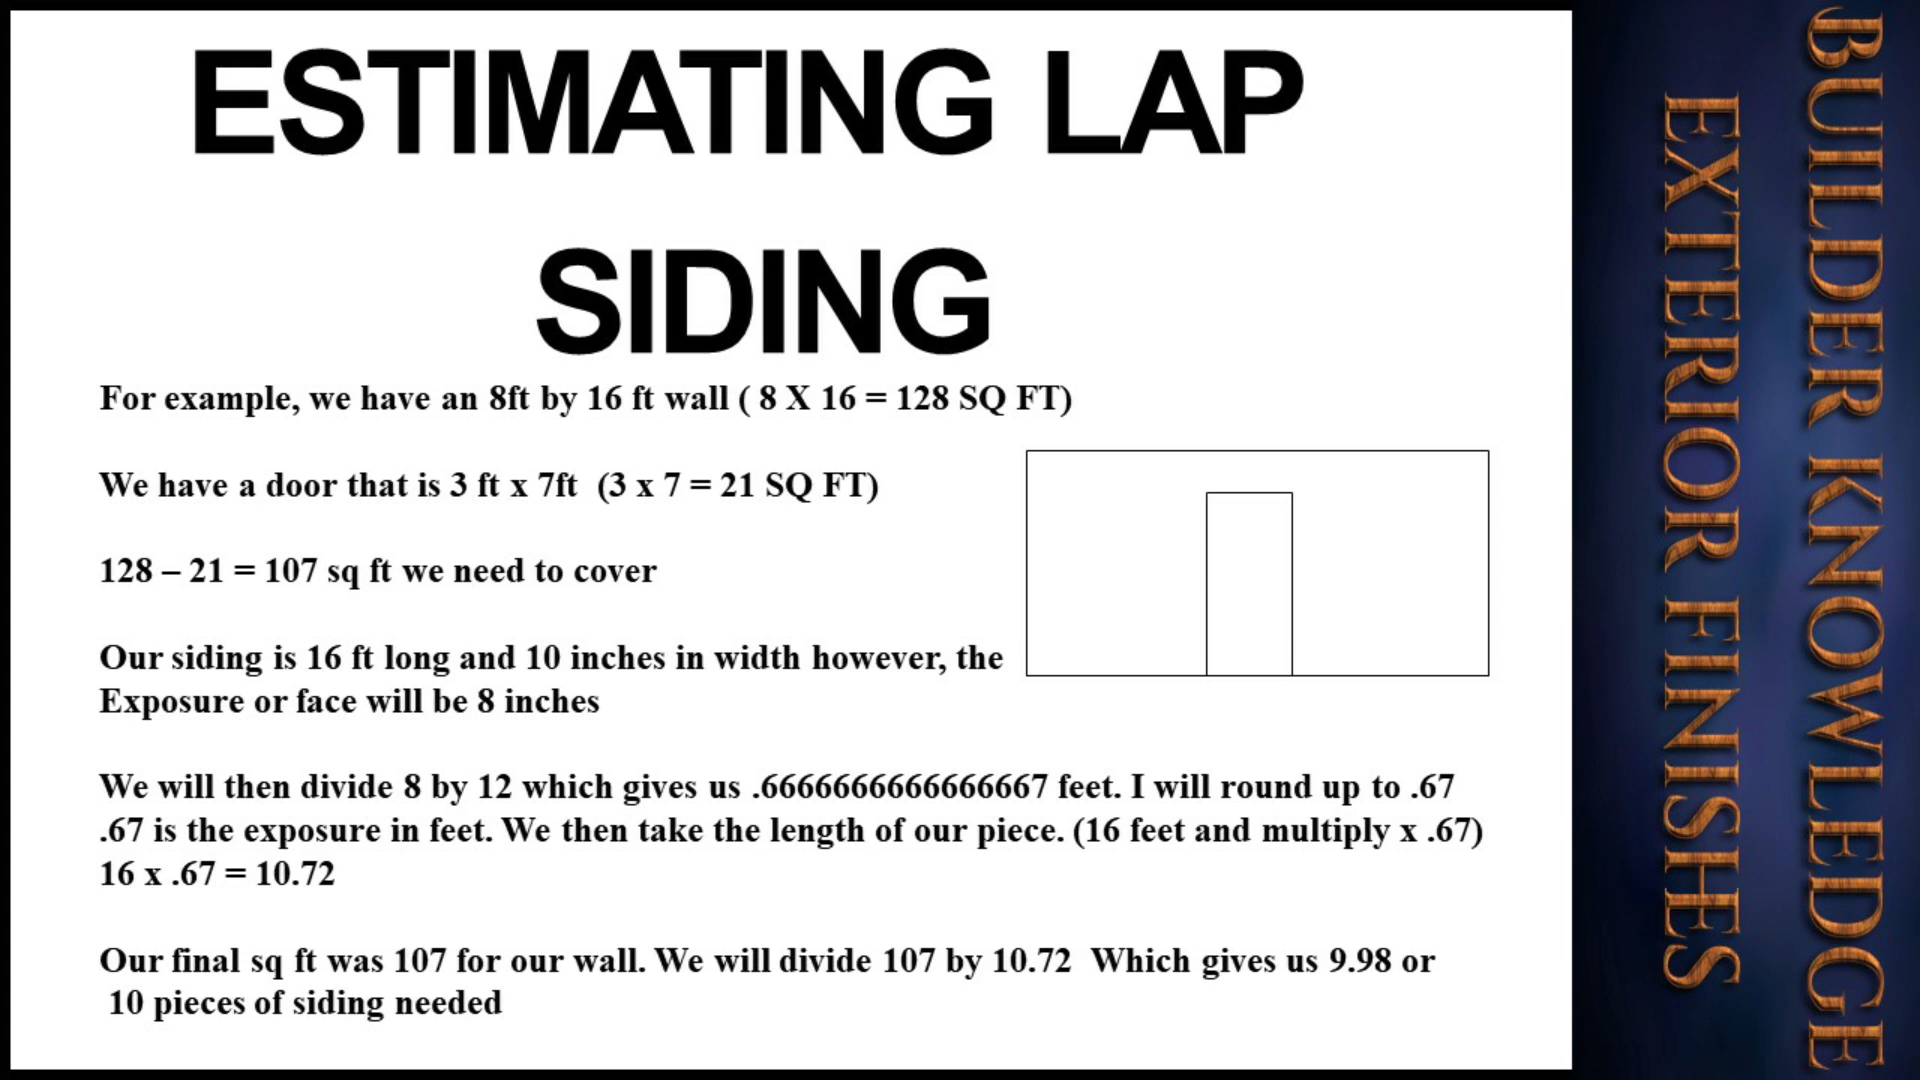 ESTIMATING LAP
SIDING
For example, we have an 8ft by 16 ft wall ( 8 X 16 = 128 SQ FT)
We have a door that is 3 ft x 7ft  (3 x 7 = 21 SQ FT)
128 – 21 = 107 sq ft we need to cover
Our siding is 16 ft long and 10 inches in width however, the
Exposure or face will be 8 inches
We will then divide 8 by 12 which gives us .6666666666666667 feet. I will round up to .67
.67 is the exposure in feet. We then take the length of our piece. (16 feet and multiply x .67)
16 x .67 = 10.72
Our final sq ft was 107 for our wall. We will divide 107 by 10.72  Which gives us 9.98 or
10 pieces of siding needed
BUILDER KNOWLEDGE
EXTERIOR FINISHES